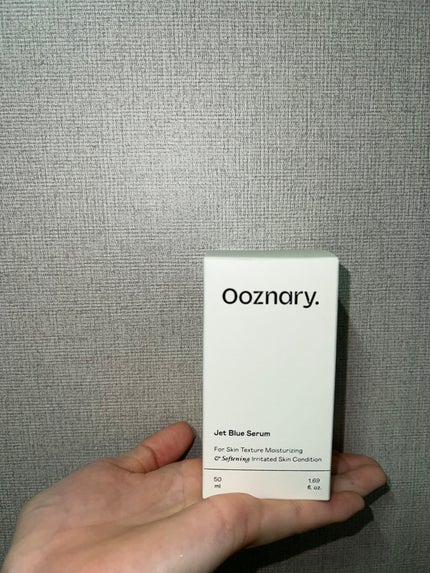 Ooznary.
Jet Blue Serum
For Skin Texture Moisturizing
& Softening Irritated Skin Condition
50 1.69
ml fl. oz.